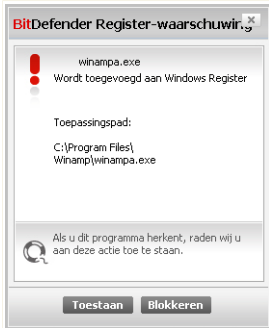 BitDefender Register-waarschuwing
winampa.exe
Wordt toegevoegd aan Windows Register
Toepassingspad:
C:\Program Files\
Winamp\winampa.exe
Als u dit programma herkent, raden wij u
aan deze actie toe te staan.
Toestaan Blokkeren